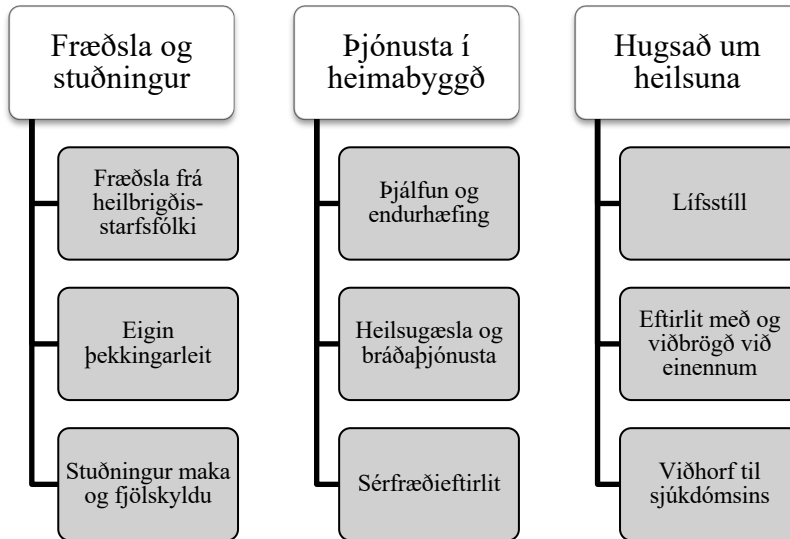 Fræðsla og
stuðningur
Fræðsla frá
heilbrigðis-
starfsfólki
Eigin
þekkingarleit
Stuðningur maka
og fjölskyldu
Þjónusta í
heimabyggð
Þjálfun og
endurhæfing
Heilsugæsla og
bráðaþjónusta
Sérfræðieftirlit
Hugsað um
heilsuna
Lífsstíll
Eftirlit með og
viðbrögð við
einennum
Viðhorf til
sjúkdómsins